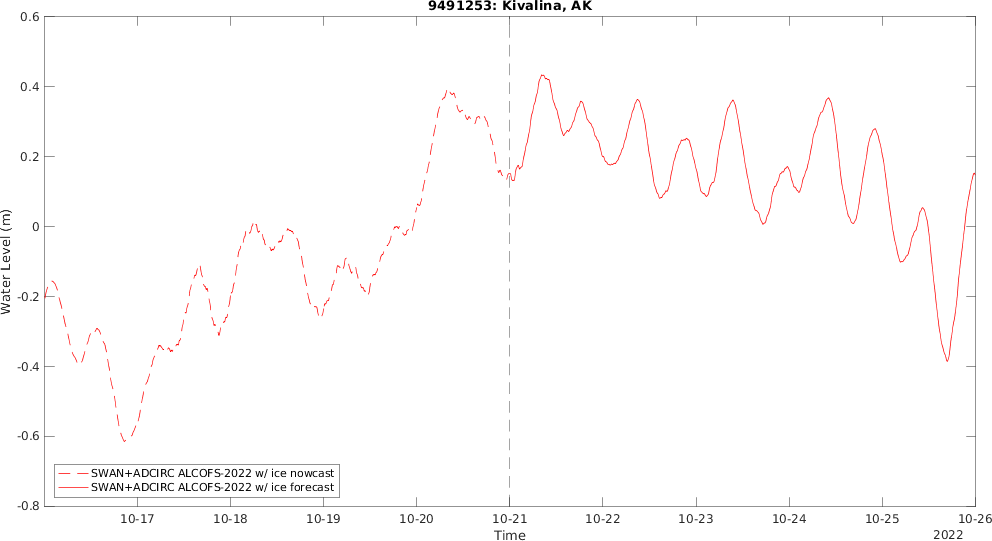 9491253: Kivalina, AK
0.6
0.4
0.2
0
-0.2
-0.4
-0.6
-0.8
Water Level (m)
SWAN+ADCIRC ALCOFS-2022 w/ ice nowcast
SWAN+ADCIRC ALCOFS-2022 w/ ice forecast
10-17 10-18 10-19 10-20 10-21 10-22 10-23 10-24 10-25 10-26
Time
2022